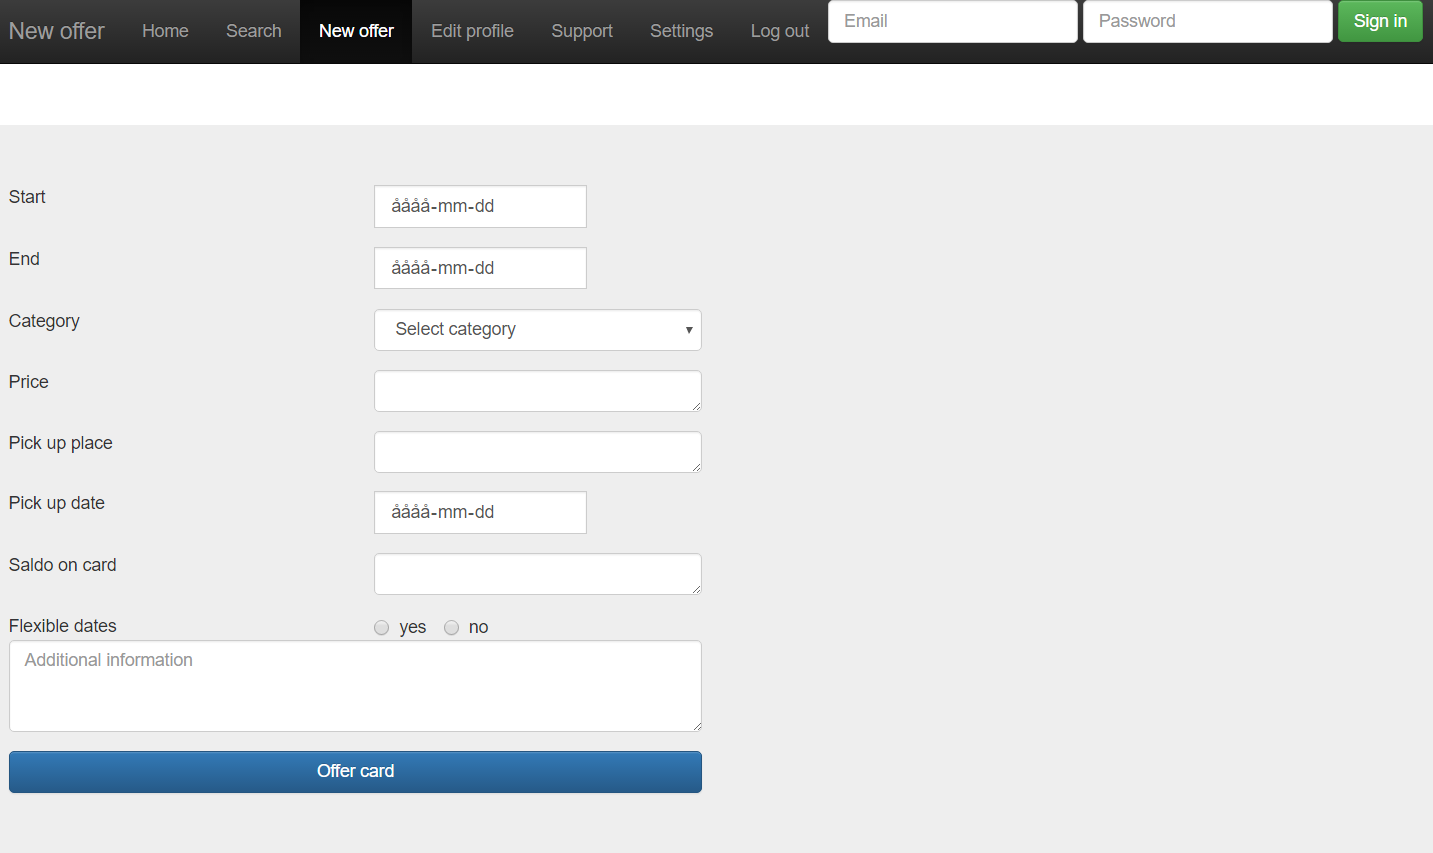 New offer Home Search New offer Edit profile Support Settings Log out Email Password Sign in
Start åååå-mm-dd
End åååå-mm-dd
Category Select category
Price
Pick up place
Pick up date åååå-mm-dd
Saldo on card
Flexible dates yes no
Additional information
Offer card